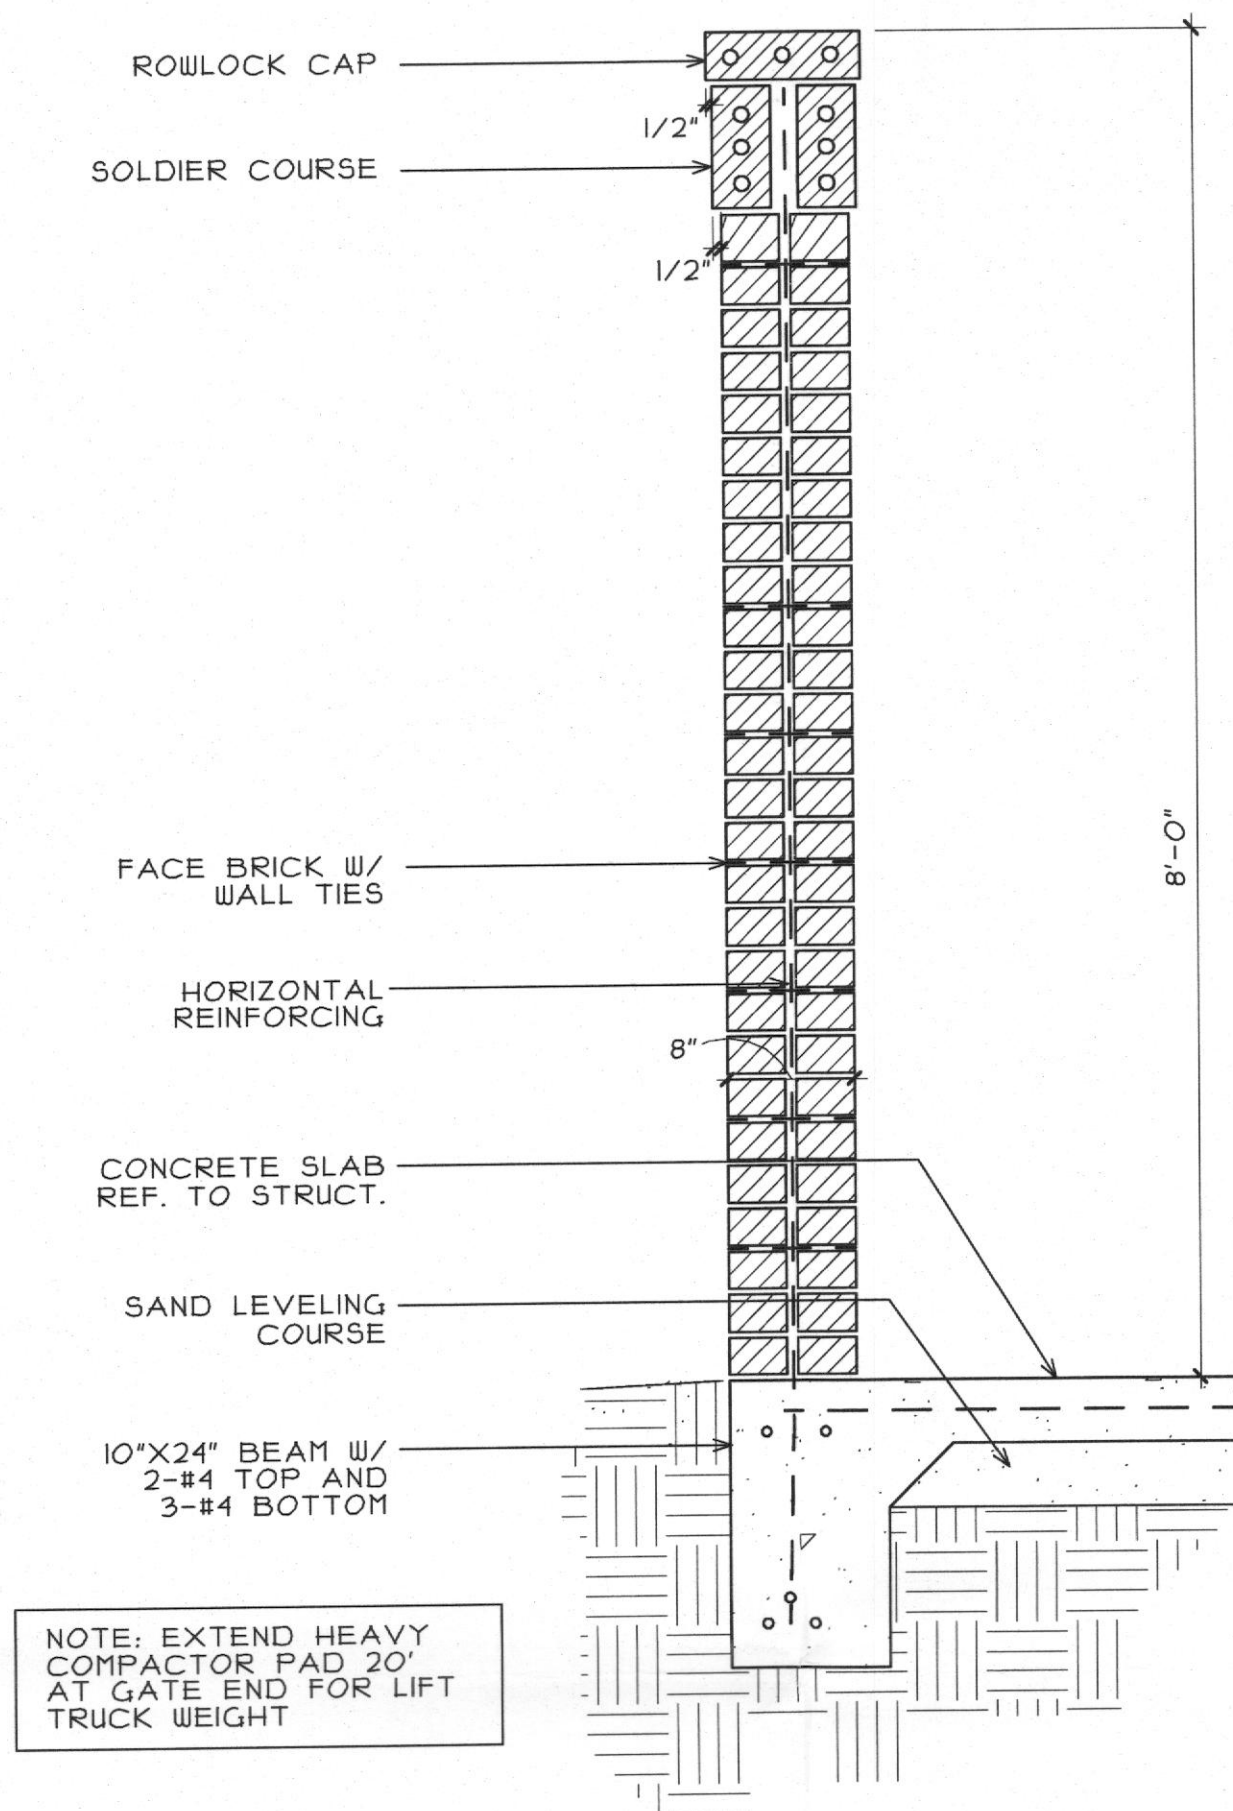 ROWLOCK CAP
1/2"
SOLDIER COURSE
1/2"
FACE BRICK W/
WALL TIES
8'-0"
HORIZONTAL
REINFORCING
8"
CONCRETE SLAB
REF. TO STRUCT.
SAND LEVELING
COURSE
10"X24" BEAM W/
2-#4 TOP AND
3-#4 BOTTOM
NOTE: EXTEND HEAVY
COMPACTOR PAD 20'
AT GATE END FOR LIFT
TRUCK WEIGHT